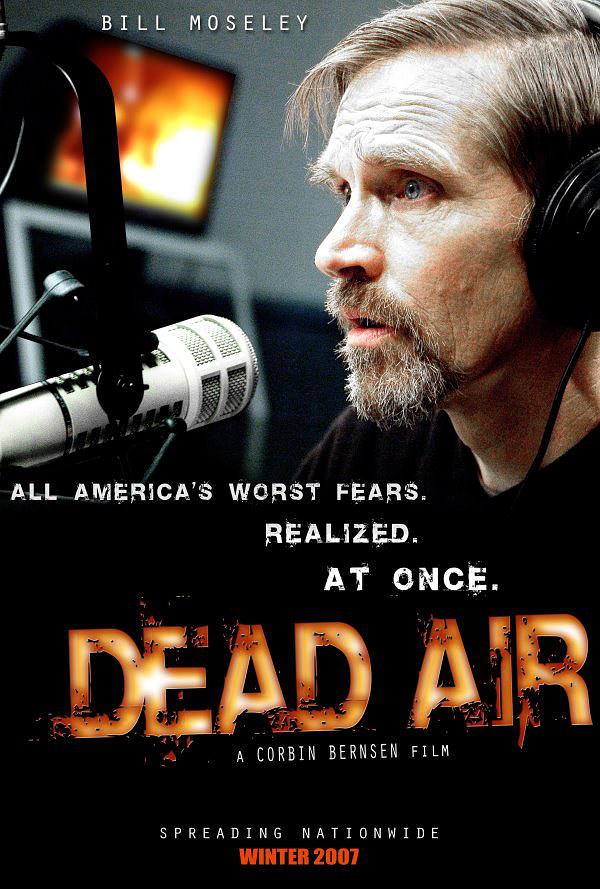 BILL MOSELEY
ALL AMERICA'S WORST FEARS.
REALIZED.
AT ONCE.
DEAD AIR
A CORBIN BERNSEN FILM
SPREADING NATIONWIDE
WINTER 2007